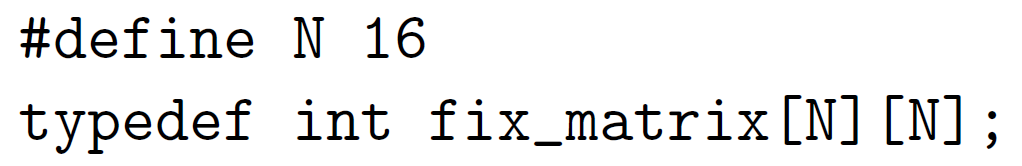 #define N 16
typedef int fix_matrix[N][N];